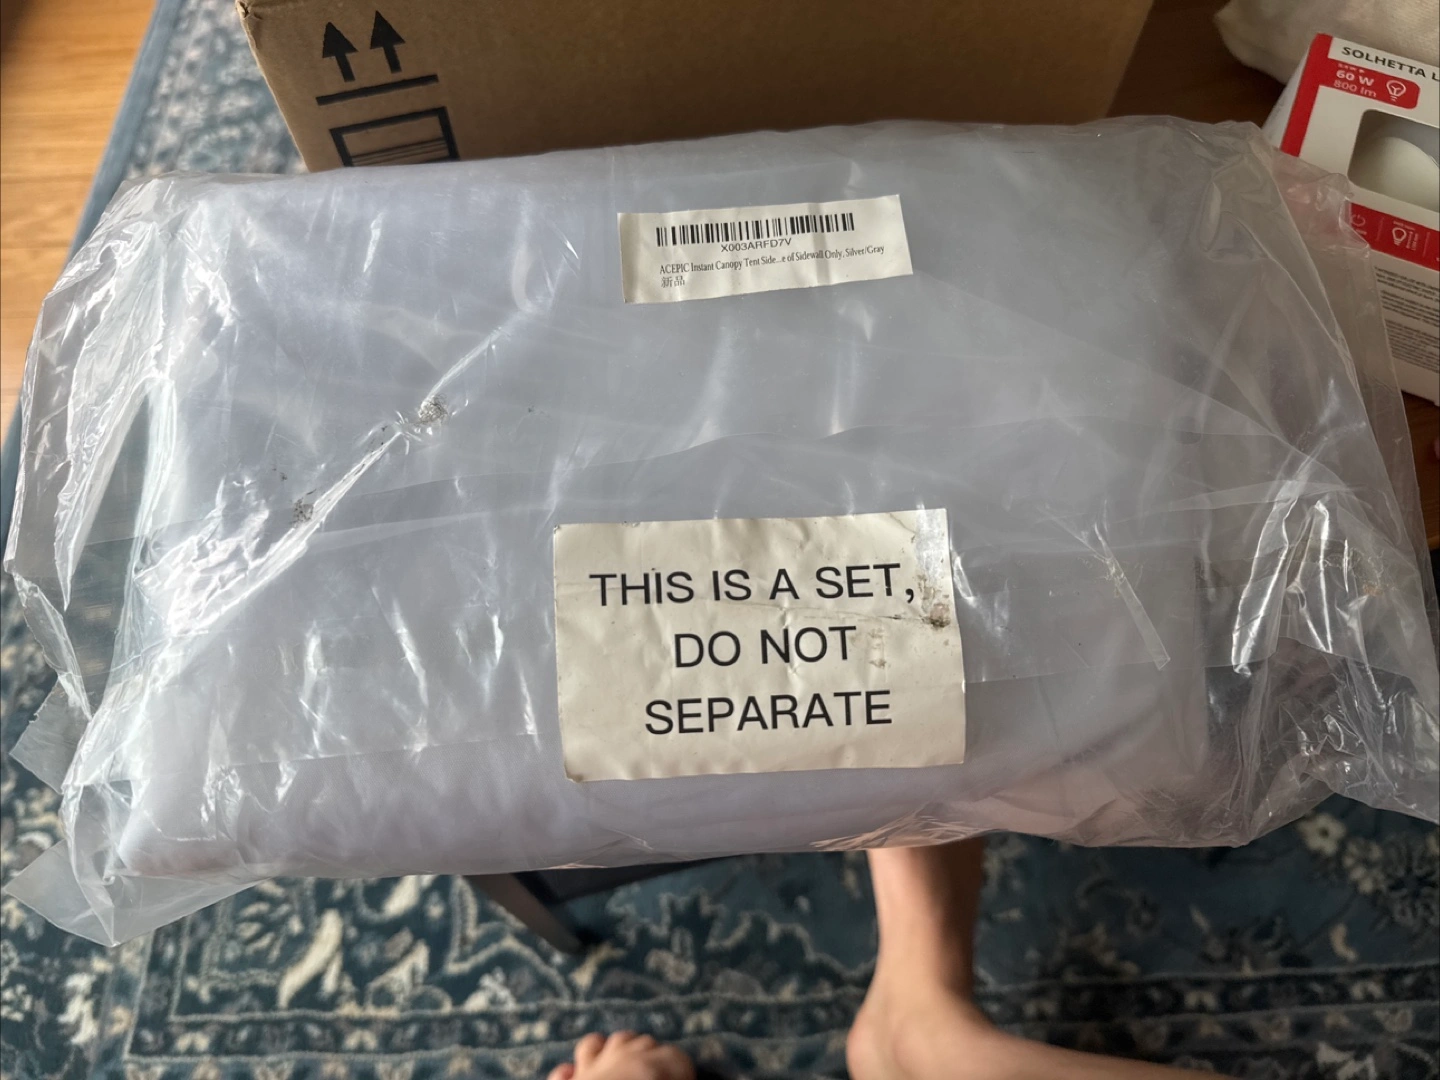 SOLHETTA L
60 W
800 lm
X003ARFD7V
ACEPIC Instant Canopy Tent Side...e of Sidewall Only, Silver/Gray
新品
THIS IS A SET,
DO NOT
SEPARATE